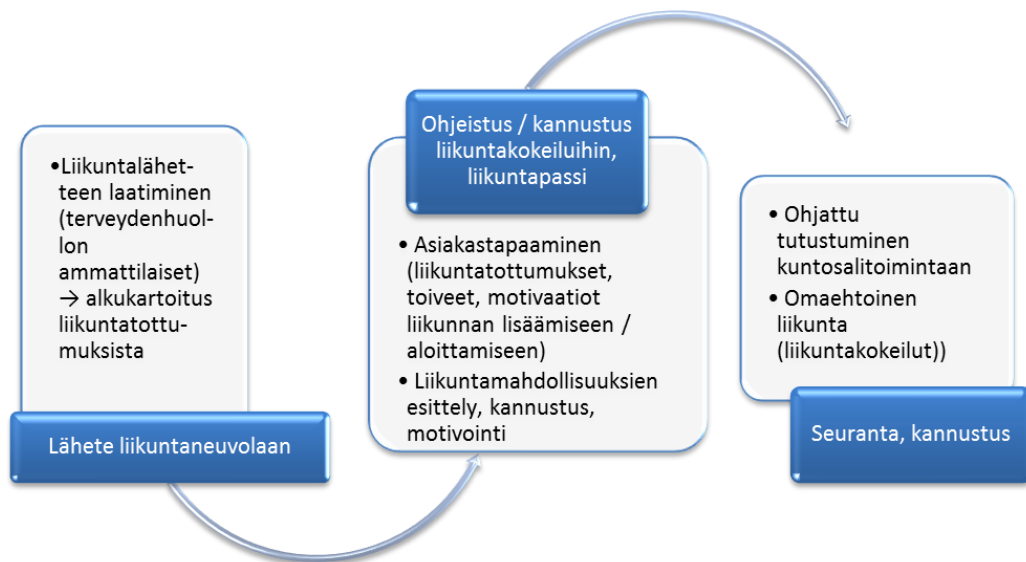 •Liikuntalähet-
teen laatiminen
(terveydenhuol-
lon
ammattilaiset)
→ alkukartoitus
liikuntatottu-
muksista
Lähete liikuntaneuvolaan
Ohjeistus / kannustus
liikuntakokeiluihin,
liikuntapassi
• Asiakastapaaminen
(liikuntatottumukset,
toiveet, motivaatiot
liikunnan lisäämiseen /
aloittamiseen)
• Liikuntamahdollisuuksien
esittely, kannustus,
motivointi
• Ohjattu
tutustuminen
kuntosalitoimintaan
• Omaehtoinen
liikunta
(liikuntakokeilut))
Seuranta, kannustus